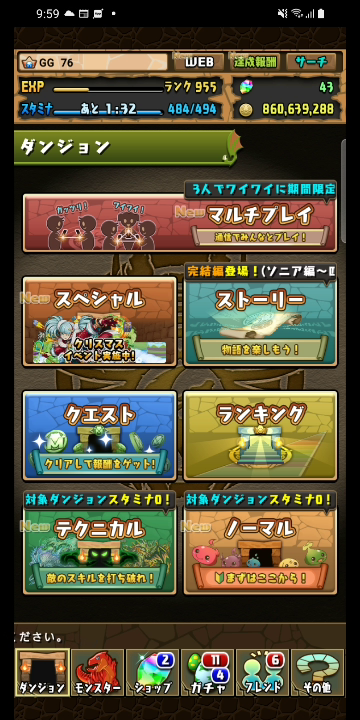 9:59
GG 76
WEB
達成報酬
サーチ
EXP
ランク 955
43
スタミナ
あと 1:32
484/494
860,639,288
ダンジョン
3人でワイワイに期間限定
カッツリ!
ワイワイ!
New
マルチプレイ
通信でみんなとプレイ!
完結編登場!(ソニア編〜
New
スペシャル
クリスマス
イベント実施中!
ストーリー
物語を楽しもう!
クエスト
クリアして報酬をゲット!
ランキング
対象ダンジョンスタミナ0!
対象ダンジョンスタミナ0!
New
テクニカル
敵のスキルを打ち破れ!
New
ノーマル
まずはここから!
ください。
ダンジョン
モンスター
2
ショップ
11
4
ガチャ
6
フレンド
その他